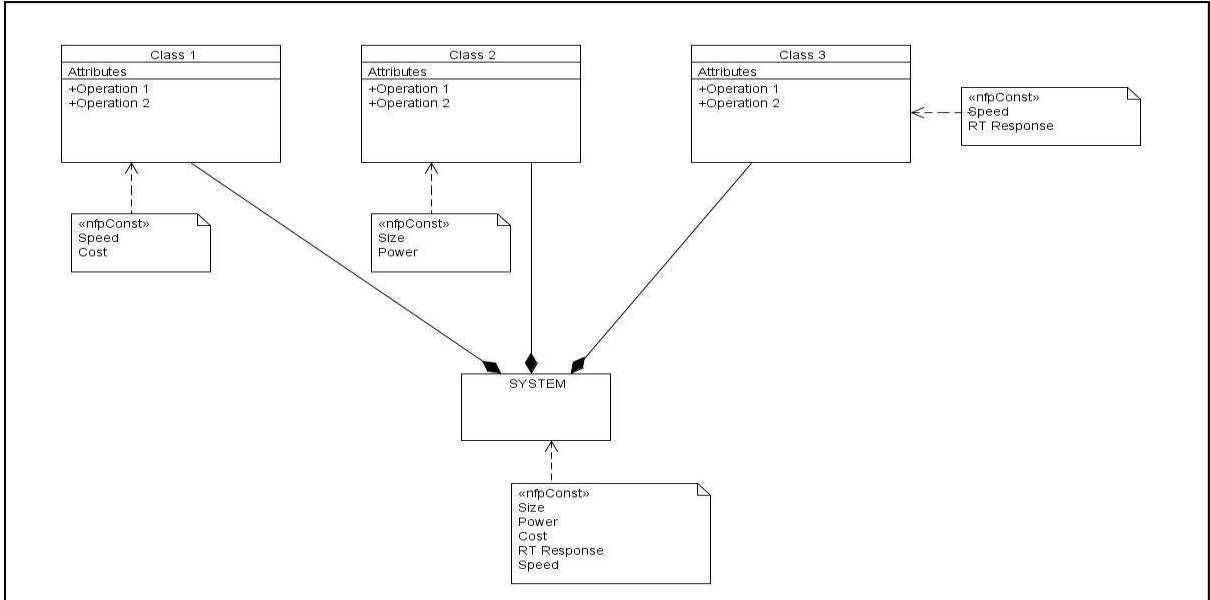 Class 1
Attributes
+Operation 1
+Operation 2
Class 2
Attributes
+Operation 1
+Operation 2
Class 3
Attributes
+Operation 1
+Operation 2
«nfpConst»
Speed
RT Response
«nfpConst»
Speed
Cost
«nfpConst»
Size
Power
SYSTEM
«nfpConst»
Size
Power
Cost
RT Response
Speed